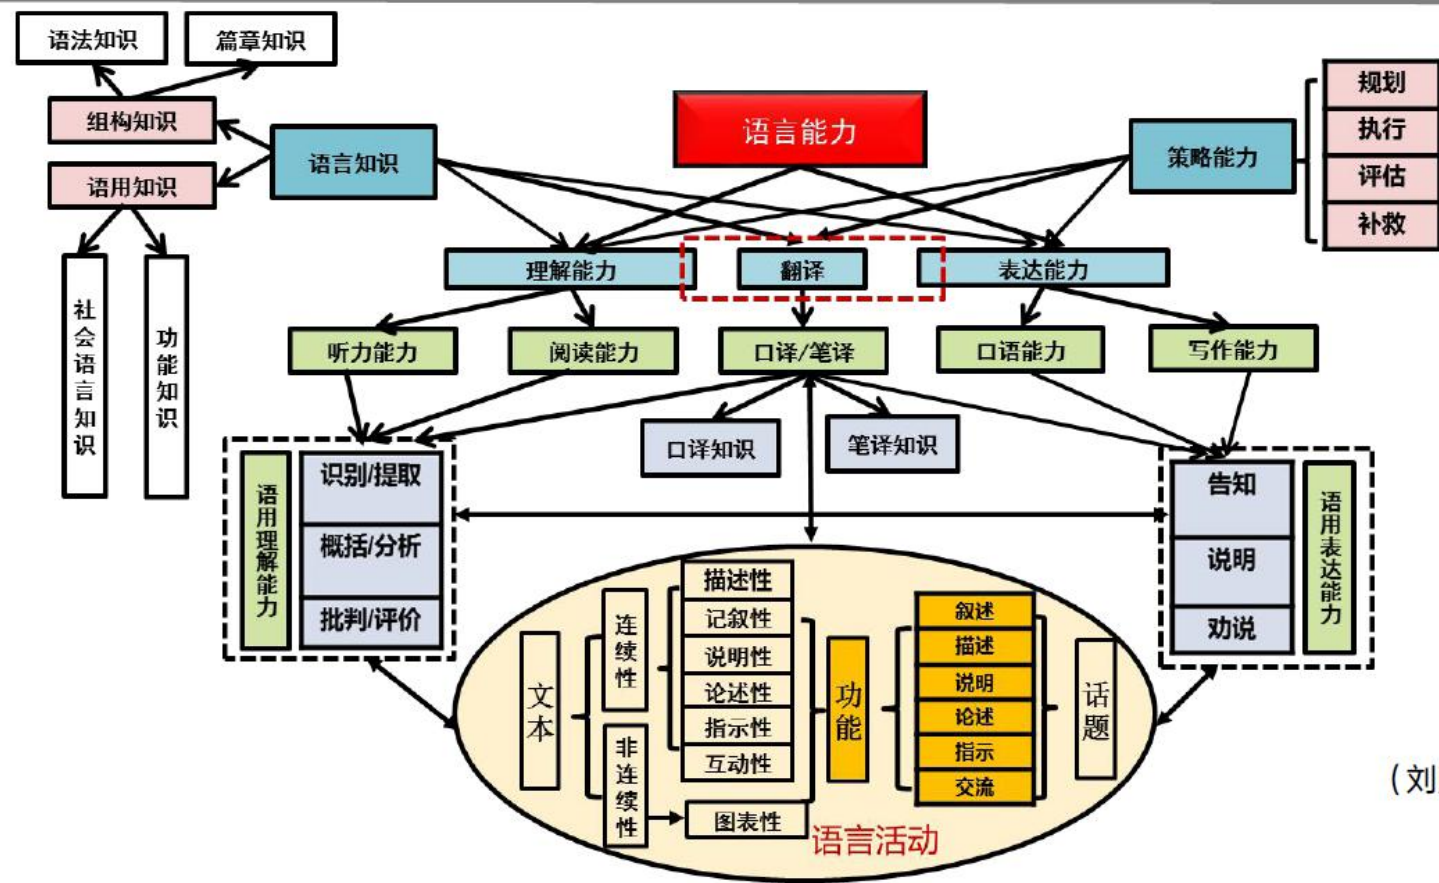 语法知识
篇章知识
组构知识
语用知识
语言知识
社会语言知识
功能知识
语言能力
策略能力
规划
执行
评估
补救
理解能力
翻译
表达能力
听力能力
阅读能力
口译/笔译
口语能力
写作能力
口译知识
笔译知识
语用理解能力
识别/提取
概括/分析
批判/评价
告知
说明
劝说
语用表达能力
文本
连续性
非连续性
描述性
记叙性
说明性
论述性
指示性
互动性
图表性
功能
叙述
描述
说明
论述
指示
交流
话题
语言活动
(刘